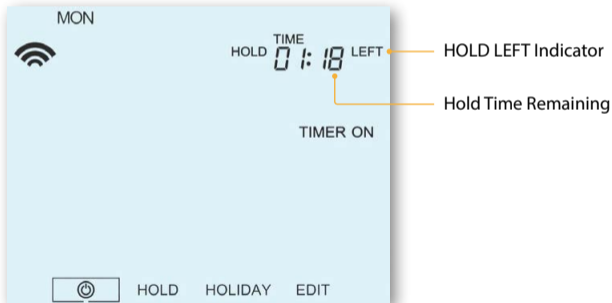 MON
TIME
HOLD 01:18 LEFT
HOLD LEFT Indicator
Hold Time Remaining
TIMER ON
HOLD HOLIDAY EDIT